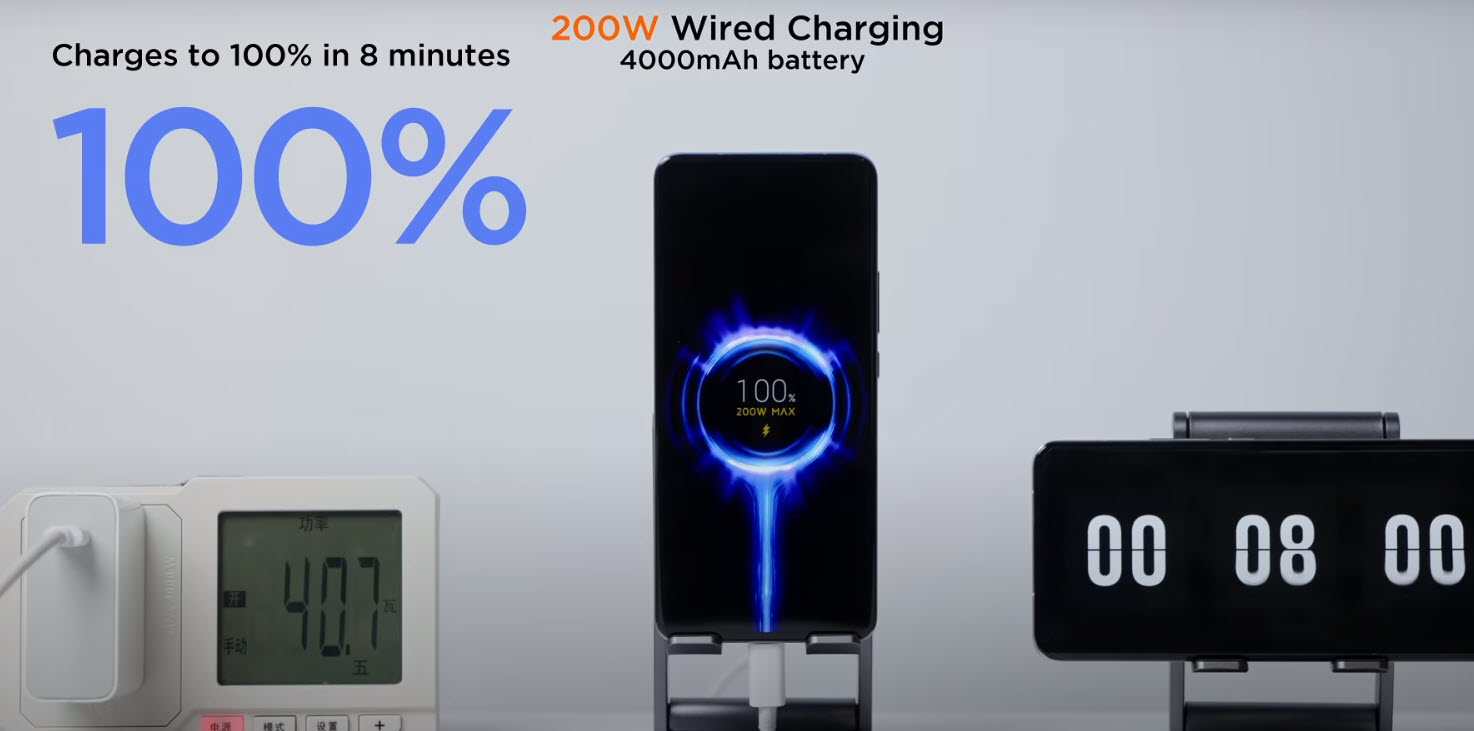 200W Wired Charging
4000mAh battery
Charges to 100% in 8 minutes
100%
100%
200W MAX
功率
开
40.7
瓦
手动
五
电源 模式 设置 +
00 08 00